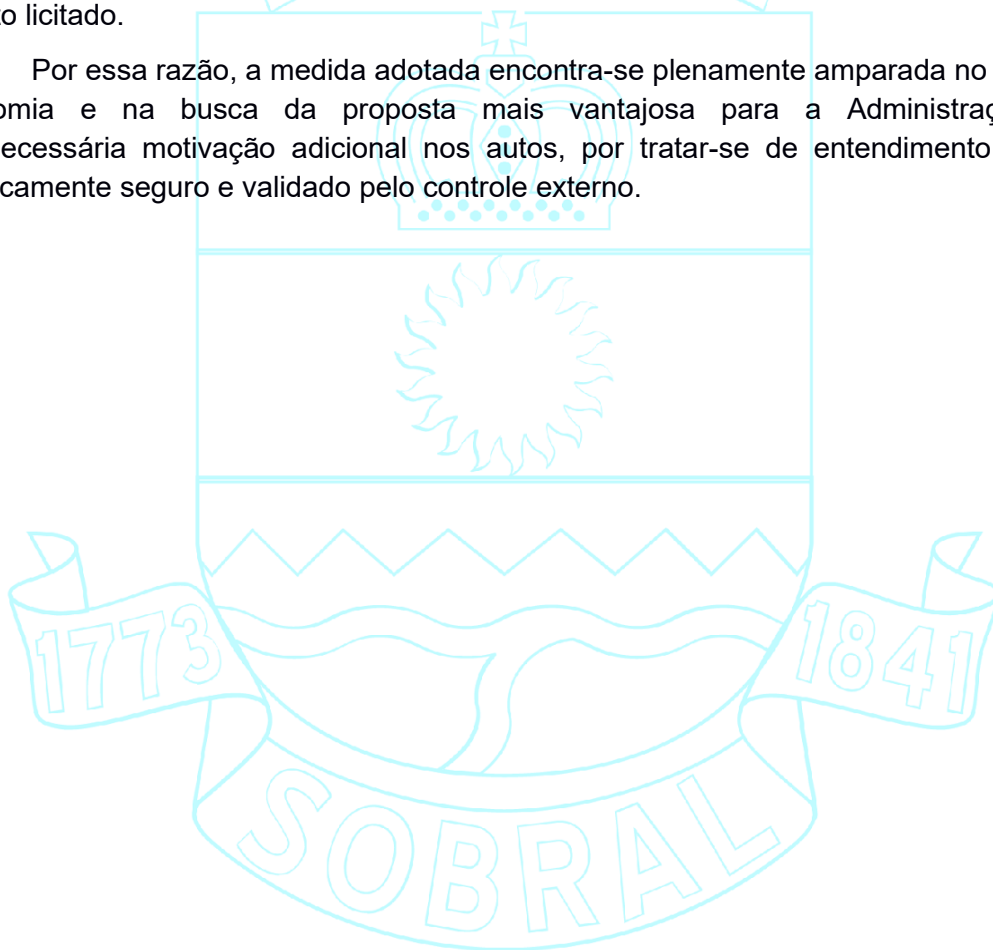 to licitado.
Por essa razão, a medida adotada encontra-se plenamente amparada no
omia e na busca da proposta mais vantajosa para a Administraç
ecessária motivação adicional nos autos, por tratar-se de entendimento
camente seguro e validado pelo controle externo.
1773
1841
SOBRAL